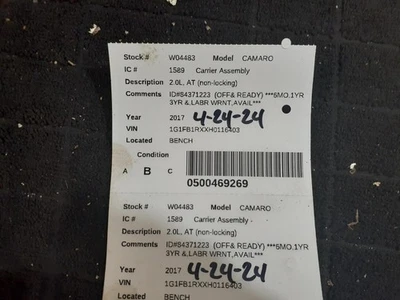 Stock # W04483 Model CAMARO
IC # 1589 Carrier Assembly
Description 2.0L, AT (non-locking)
Comments ID#84371223 (OFF& READY) ***6MO.1YR
3YR &,LABR WRNT,AVAIL***
Year 2017 4-24-24
VIN 1G1FB1RXXH0116403
Located BENCH
Condition
A B C
0500469269
Stock # W04483 Model CAMARO
IC # 1589 Carrier Assembly -
Description 2.0L, AT (non-locking)
Comments ID#84371223 (OFF& READY) ***6MO.1YR
3YR &,LABR WRNT,AVAIL***
Year 2017 4-24-24
VIN 1G1FB1RXXH0116403
Located BENCH